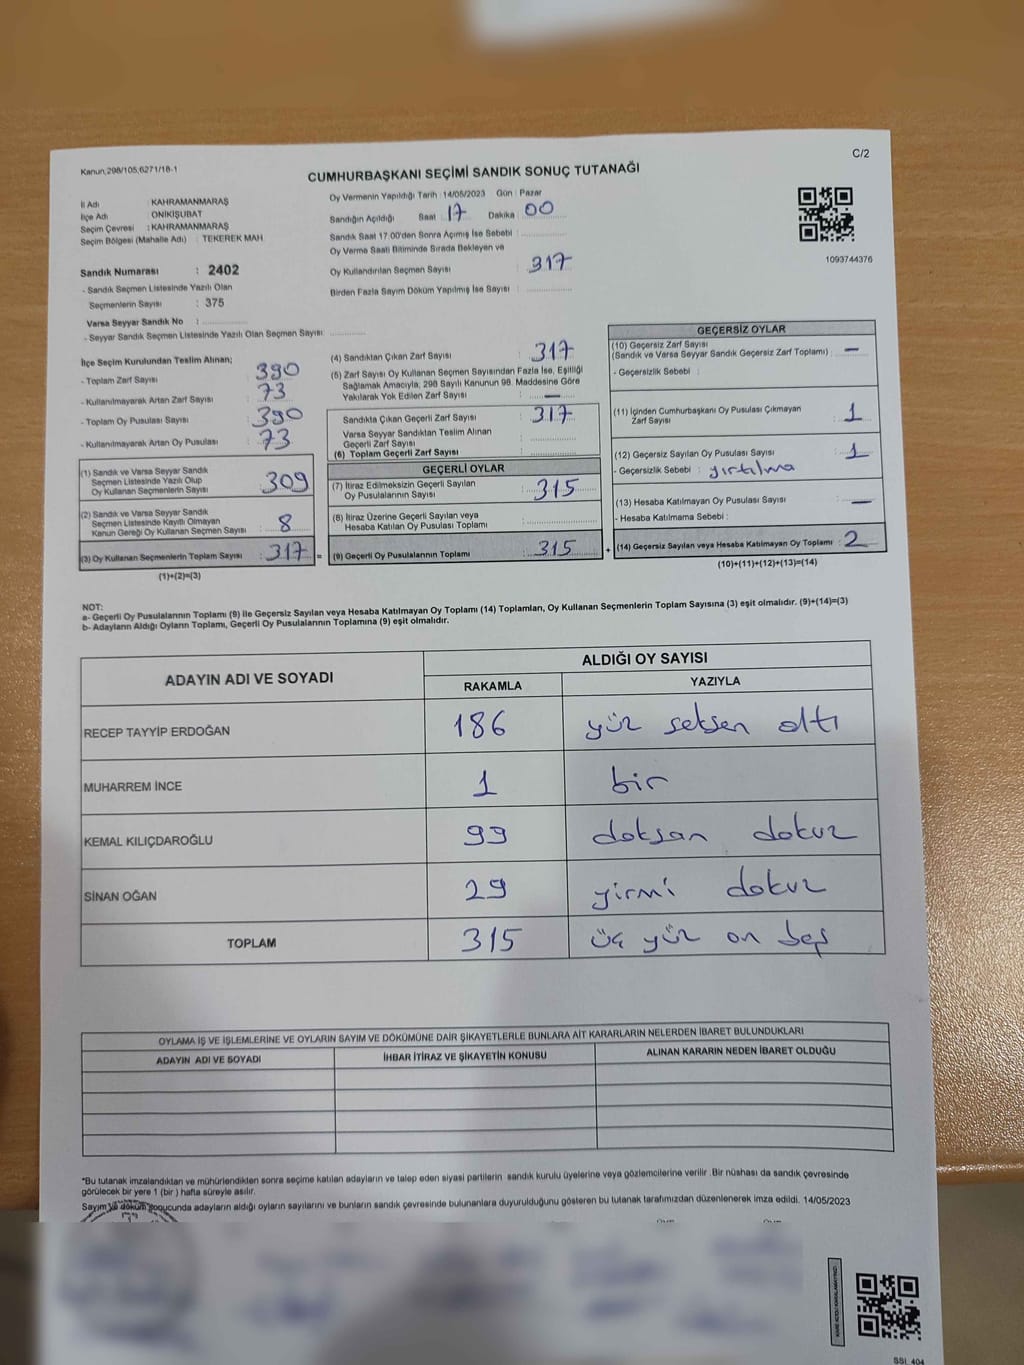 Kanun,298/105;6271/18-1
C/2
CUMHURBAŞKANI SEÇİMİ SANDIK SONUÇ TUTANAĞI
İl Adı : KAHRAMANMARAŞ
İlçe Adı : ONİKİŞUBAT
Seçim Çevresi : KAHRAMANMARAŞ
Seçim Bölgesi (Mahalle Adı) : TEKEREK MAH
Sandık Numarası : 2402
- Sandık Seçmen Listesinde Yazılı Olan
Seçmenlerin Sayısı : 375
Varsa Seyyar Sandık No : ............
- Seyyar Sandık Seçmen Listesinde Yazılı Olan Seçmen Sayısı: ............
Oy Vermenin Yapıldığı Tarih : 14/05/2023 Gün : Pazar
Sandığın Açıldığı Saat 17 Dakika 00
Sandık Saat 17.00'den Sonra Açımış İse Sebebi : ............
Oy Verme Saati Bitiminde Sırada Bekleyen ve
Oy Kullandırılan Seçmen Sayısı : 317
Birden Fazla Sayım Döküm Yapılmış İse Sayısı : ............
1093744376
İlçe Seçim Kurulundan Teslim Alınan;
- Toplam Zarf Sayısı : 390
- Kullanılmayarak Artan Zarf Sayısı : 73
- Toplam Oy Pusulası Sayısı : 390
- Kullanılmayarak Artan Oy Pusulası : 73
(1) Sandık ve Varsa Seyyar Sandık
Seçmen Listesinde Yazılı Olup
Oy Kullanan Seçmenlerin Sayısı : 309
(2) Sandık ve Varsa Seyyar Sandık
Seçmen Listesinde Kayıtlı Olmayan
Kanun Gereği Oy Kullanan Seçmen Sayısı : 8
(3) Oy Kullanan Seçmenlerin Toplam Sayısı : 317 =
(1)+(2)=(3)
(4) Sandıktan Çıkan Zarf Sayısı : 317
(5) Zarf Sayısı Oy Kullanan Seçmen Sayısından Fazla İse, Eşitliği
Sağlamak Amacıyla, 298 Sayılı Kanunun 98. Maddesine Göre
Yakılarak Yok Edilen Zarf Sayısı : —
Sandıkta Çıkan Geçerli Zarf Sayısı : 317
Varsa Seyyar Sandıktan Teslim Alınan
Geçerli Zarf Sayısı : ............
(6) Toplam Geçerli Zarf Sayısı : ............
GEÇERLİ OYLAR
(7) İtiraz Edilmeksizin Geçerli Sayılan
Oy Pusulalarının Sayısı : 315
(8) İtiraz Üzerine Geçerli Sayılan veya
Hesaba Katılan Oy Pusulası Toplamı : ............
(9) Geçerli Oy Pusulalarının Toplamı : 315 +
GEÇERSİZ OYLAR
(10) Geçersiz Zarf Sayısı
(Sandık ve Varsa Seyyar Sandık Geçersiz Zarf Toplamı) : —
- Geçersizlik Sebebi :
(11) İçinden Cumhurbaşkanı Oy Pusulası Çıkmayan
Zarf Sayısı : 1
(12) Geçersiz Sayılan Oy Pusulası Sayısı : 1
- Geçersizlik Sebebi : yırtılma
(13) Hesaba Katılmayan Oy Pusulası Sayısı : —
- Hesaba Katılmama Sebebi :
(14) Geçersiz Sayılan veya Hesaba Katılmayan Oy Toplamı : 2
(10)+(11)+(12)+(13)=(14)
NOT:
a- Geçerli Oy Pusulalarının Toplamı (9) ile Geçersiz Sayılan veya Hesaba Katılmayan Oy Toplamı (14) Toplamları, Oy Kullanan Seçmenlerin Toplam Sayısına (3) eşit olmalıdır. (9)+(14)=(3)
b- Adayların Aldığı Oyların Toplamı, Geçerli Oy Pusulalarının Toplamına (9) eşit olmalıdır.
ADAYIN ADI VE SOYADI ALDIĞI OY SAYISI
RAKAMLA YAZIYLA
RECEP TAYYİP ERDOĞAN 186 yüz seksen altı
MUHARREM İNCE 1 bir
KEMAL KILIÇDAROĞLU 99 doksan dokuz
SİNAN OĞAN 29 yirmi dokuz
TOPLAM 315 üç yüz on beş
OYLAMA İŞ VE İŞLEMLERİNE VE OYLARIN SAYIM VE DÖKÜMÜNE DAİR ŞİKAYETLERLE BUNLARA AİT KARARLARIN NELERDEN İBARET BULUNDUKLARI
ADAYIN ADI VE SOYADI İHBAR İTİRAZ VE ŞİKAYETİN KONUSU ALINAN KARARIN NEDEN İBARET OLDUĞU
*Bu tutanak imzalandıktan ve mühürlendikten sonra seçime katılan adayların ve talep eden siyasi partilerin sandık kurulu üyelerine veya gözlemcilerine verilir .Bir nüshası da sandık çevresinde
görülecek bir yere 1 (bir ) hafta süreyle asılır.
Sayım ve döküm sonucunda adayların aldığı oyların sayılarını ve bunların sandık çevresinde bulunanlara duyurulduğunu gösteren bu tutanak tarafımızdan düzenlenerek imza edildi. 14/05/2023
SSI_404